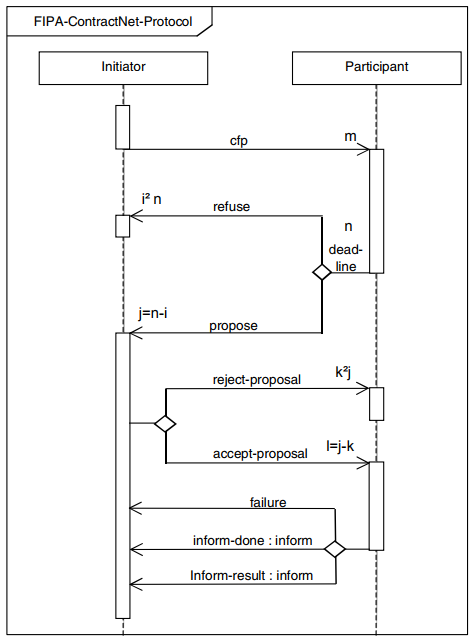 FIPA-ContractNet-Protocol
Initiator
Participant
cfp
m
i² n
refuse
n
dead-
line
j=n-i
propose
reject-proposal
k²j
accept-proposal
l=j-k
failure
inform-done : inform
Inform-result : inform